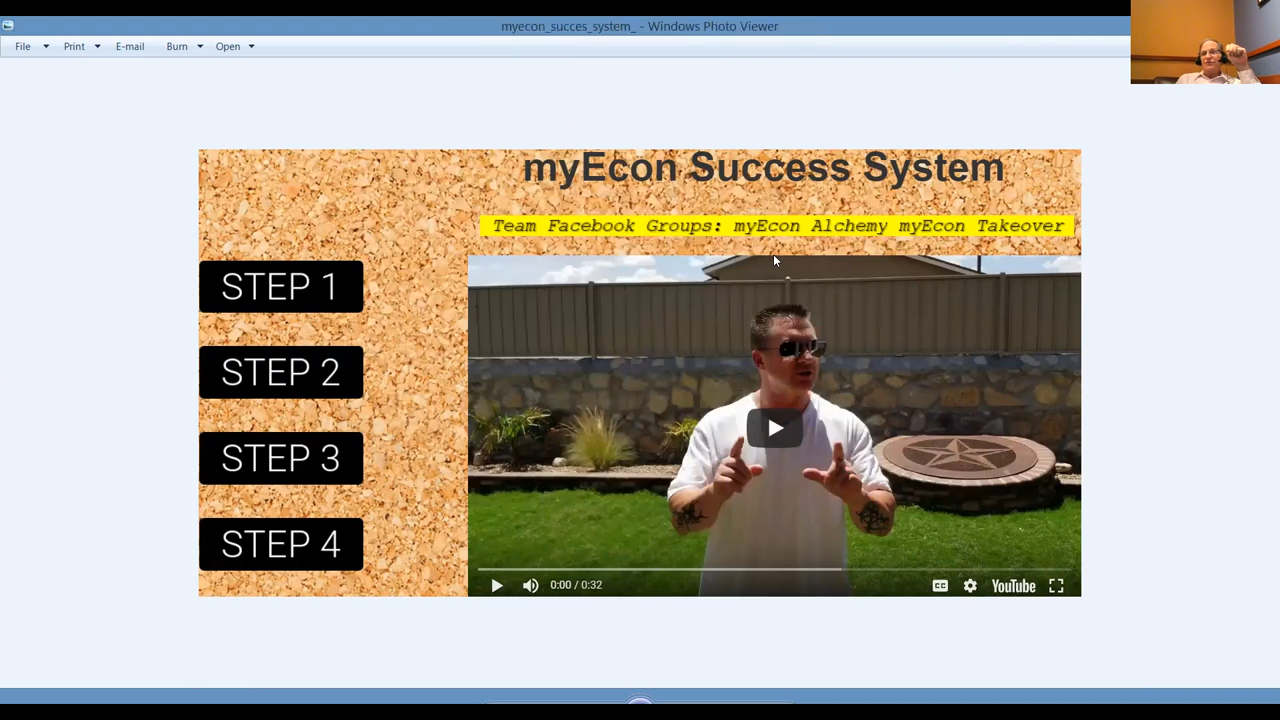 myecon_succes_system_ - Windows Photo Viewer
File Print E-mail Burn Open
myEcon Success System
Team Facebook Groups: myEcon Alchemy myEcon Takeover
STEP 1
STEP 2
STEP 3
STEP 4
0:00 / 0:32 CC YouTube